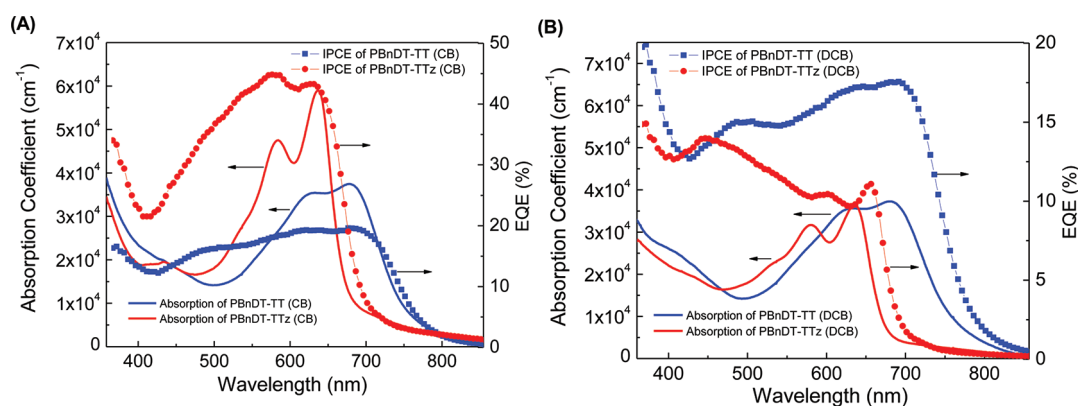 (A)
Absorption Coefficient (cm⁻¹)
7x10⁴
6x10⁴
5x10⁴
4x10⁴
3x10⁴
2x10⁴
1x10⁴
0
IPCE of PBnDT-TT (CB)
IPCE of PBnDT-TTz (CB)
Absorption of PBnDT-TT (CB)
Absorption of PBnDT-TTz (CB)
50
40
30
20
10
0
EQE (%)
400 500 600 700 800
Wavelength (nm)
(B)
Absorption Coefficient (cm⁻¹)
7x10⁴
6x10⁴
5x10⁴
4x10⁴
3x10⁴
2x10⁴
1x10⁴
0
IPCE of PBnDT-TT (DCB)
IPCE of PBnDT-TTz (DCB)
Absorption of PBnDT-TT (DCB)
Absorption of PBnDT-TTz (DCB)
20
15
10
5
0
EQE (%)
400 500 600 700 800
Wavelength (nm)